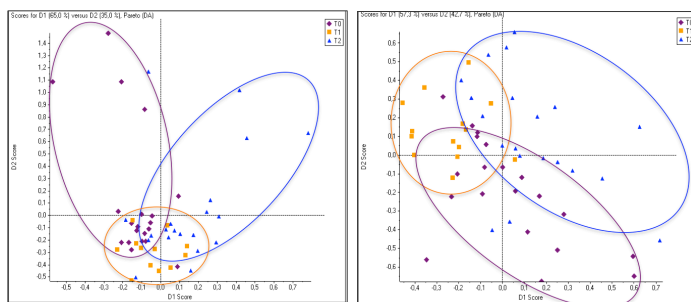 Scores for D1 (65,0 %) versus D2 (35,0 %), Pareto (DA)
T0
T1
T2
1,4
1,3
1,2
1,1
1,0
0,9
0,8
0,7
0,6
0,5
0,4
0,3
0,2
0,1
0,0
-0,1
-0,2
-0,3
-0,4
-0,5
D2 Score
-0,5 -0,4 -0,3 -0,2 -0,1 0,0 0,1 0,2 0,3 0,4 0,5 0,6 0,7
D1 Score
Scores for D1 (57,3 %) versus D2 (42,7 %), Pareto (DA)
T1
T2
0,6
0,5
0,4
0,3
0,2
0,1
0,0
-0,1
-0,2
-0,3
-0,4
-0,5
-0,6
D2 Score
-0,4 -0,3 -0,2 -0,1 0,0 0,1 0,2 0,3 0,4 0,5 0,6 0,7
D1 Score